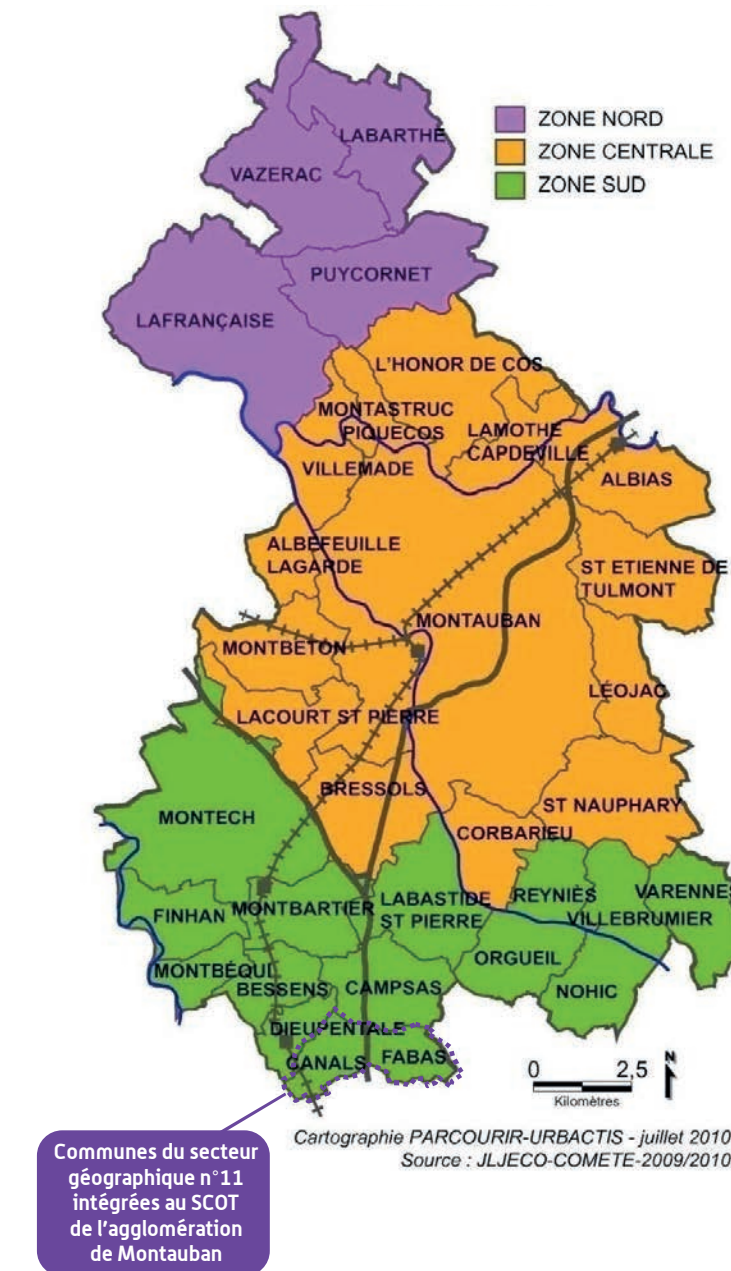 ZONE NORD
ZONE CENTRALE
ZONE SUD
LABARTHE
VAZERAC
PUYCORNET
LAFRANÇAISE
L'HONOR DE COS
MONTASTRUC
PIQUECOS
LAMOTHE
CAPDEVILLE
VILLEMADE
ALBIAS
ALBEFEUILLE
LAGARDE
ST ETIENNE DE
TULMONT
MONTAUBAN
MONTBETON
LÉOJAC
LACOURT ST PIERRE
BRESSOLS
ST NAUPHARY
MONTECH
CORBARIEU
LABASTIDE
ST PIERRE
REYNIÈS
VARENNES
FINHAN
MONTBARTIER
VILLEBRUMIER
ORGUEIL
MONTBÉQUI
BESSENS
CAMPSAS
NOHIC
DIEUPENTALE
CANALS
FABAS
0 2,5
Kilomètres
N
Cartographie PARCOURIR-URBACTIS - juillet 2010
Source : JLJECO-COMETE-2009/2010
Communes du secteur
géographique n°11
intégrées au SCOT
de l'agglomération
de Montauban